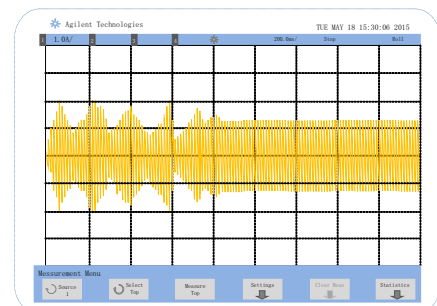 Agilent Technologies TUE MAY 18 15:30:06 2015
1 1.0A/ 2 3 4 200.0ms/ Stop Roll
Measurement Menu
Source Select Measure Settings Clear Meas Statistics
1 Top Top